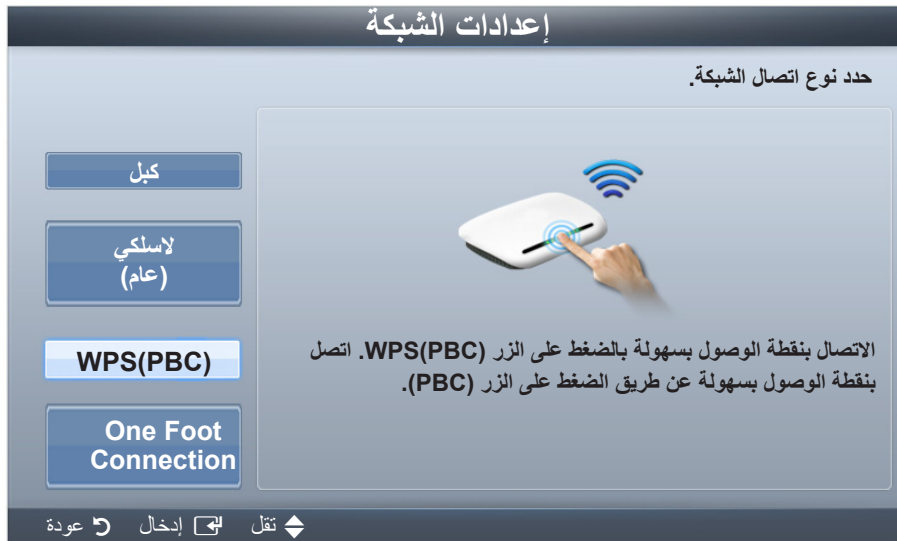 إعدادات الشبكة
حدد نوع اتصال الشبكة.
كبل
لاسلكي
(عام)
WPS(PBC)
One Foot
Connection
الاتصال بنقطة الوصول بسهولة بالضغط على الزر WPS(PBC). اتصل
بنقطة الوصول بسهولة عن طريق الضغط على الزر (PBC).
تقل إدخال عودة